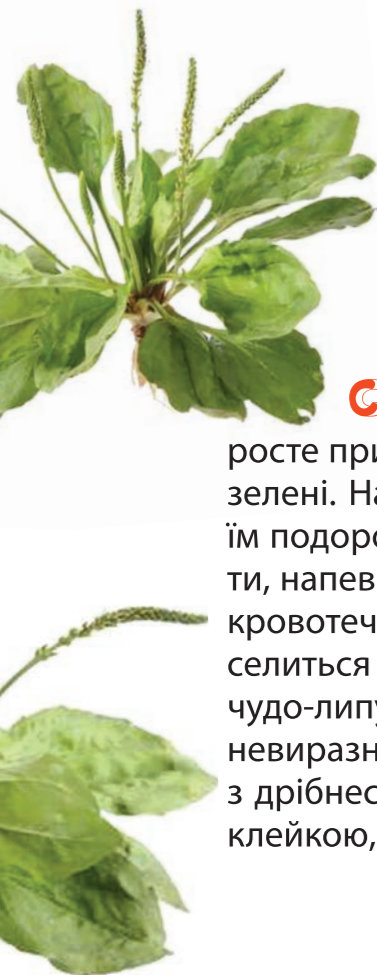 С
росте при
зелені. На
їм подоро
ти, напев
кровотеч
селиться
чудо-липу
невиразн
з дрібнес
клейкою,